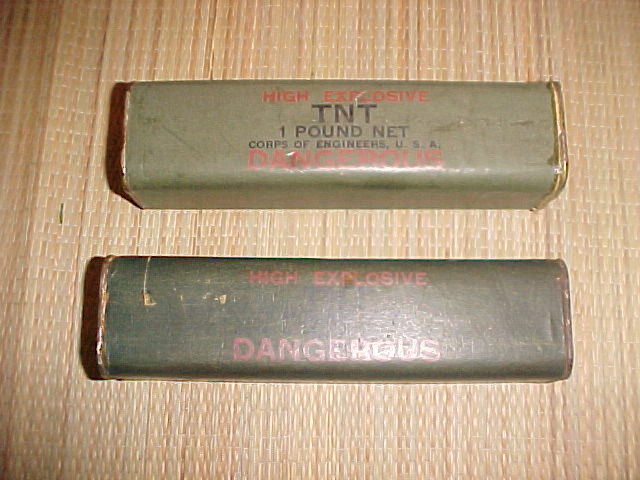 HIGH EXPLOSIVE
TNT
1 POUND NET
CORPS OF ENGINEERS, U. S. A.
DANGEROUS
HIGH EXPLOSIVE
DANGEROUS